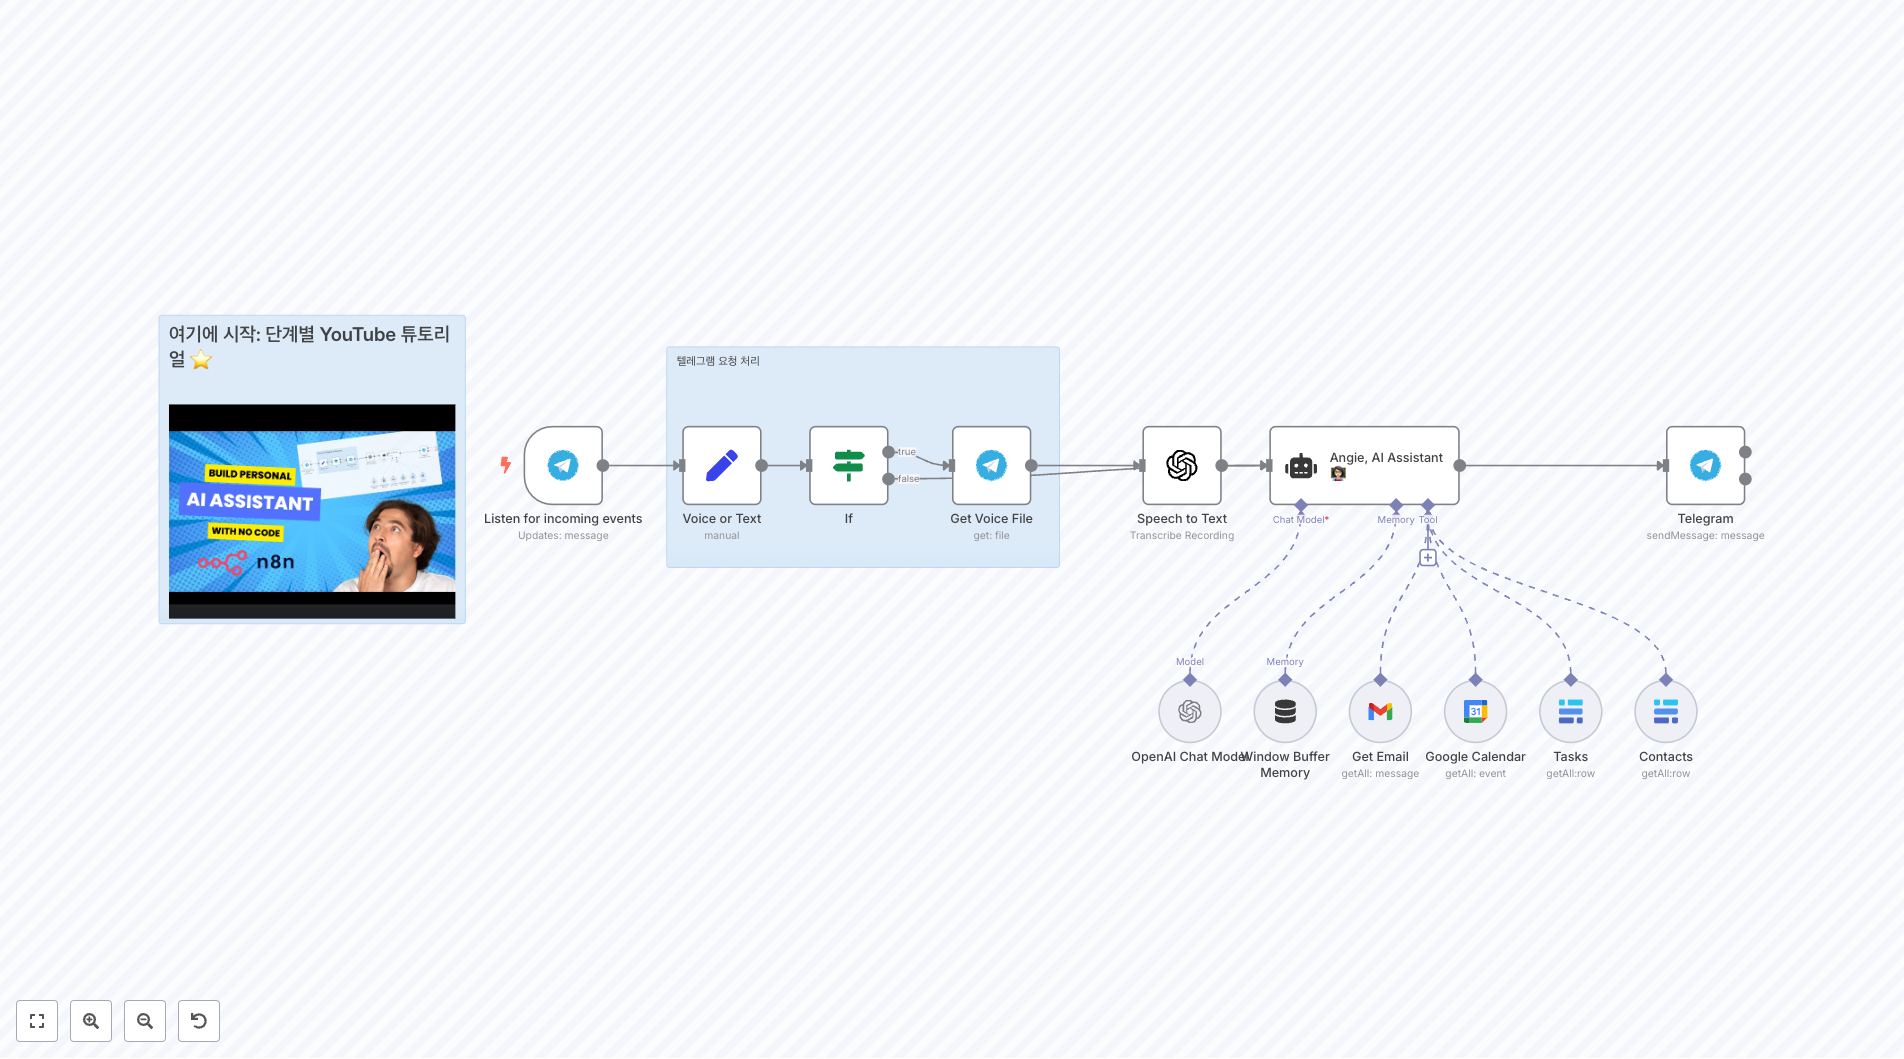 여기에 시작: 단계별 YouTube 튜토리
얼 ⭐
BUILD PERSONAL
AI ASSISTANT
WITH NO CODE
n8n
Listen for incoming events
Updates: message
텔레그램 요청 처리
Voice or Text
manual
If
true
false
Get Voice File
get: file
Speech to Text
Transcribe Recording
Angie, AI Assistant
👩🏻‍🏫
Chat Model*
Memory
Tool
Telegram
sendMessage: message
Model
Memory
OpenAI Chat Model
Window Buffer
Memory
Get Email
getAll: message
31
Google Calendar
getAll: event
Tasks
getAll:row
Contacts
getAll:row